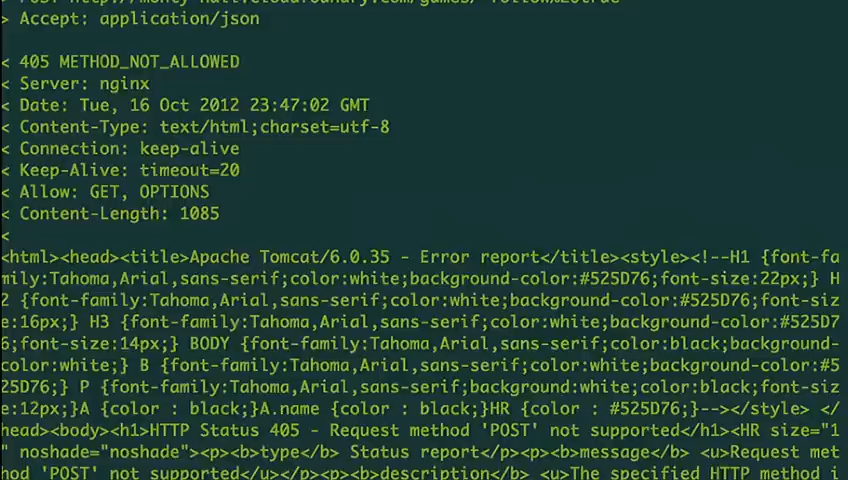 > Accept: application/json
< 405 METHOD_NOT_ALLOWED
< Server: nginx
< Date: Tue, 16 Oct 2012 23:47:02 GMT
< Content-Type: text/html;charset=utf-8
< Connection: keep-alive
< Keep-Alive: timeout=20
< Allow: GET, OPTIONS
< Content-Length: 1085
<
<html><head><title>Apache Tomcat/6.0.35 - Error report</title><style><!--H1 {font-fa
mily:Tahoma,Arial,sans-serif;color:white;background-color:#525D76;font-size:22px;} H
2 {font-family:Tahoma,Arial,sans-serif;color:white;background-color:#525D76;font-siz
e:16px;} H3 {font-family:Tahoma,Arial,sans-serif;color:white;background-color:#525D7
6;font-size:14px;} BODY {font-family:Tahoma,Arial,sans-serif;color:black;background-
color:white;} B {font-family:Tahoma,Arial,sans-serif;color:white;background-color:#5
25D76;} P {font-family:Tahoma,Arial,sans-serif;background:white;color:black;font-siz
e:12px;}A {color : black;}A.name {color : black;}HR {color : #525D76;}--></style> </
head><body><h1>HTTP Status 405 - Request method 'POST' not supported</h1><HR size="1
" noshade="noshade"><p><b>type</b> Status report</p><p><b>message</b> <u>Request met
hod 'POST' not supported</u></p><p><b>description</b> <u>The specified HTTP method i